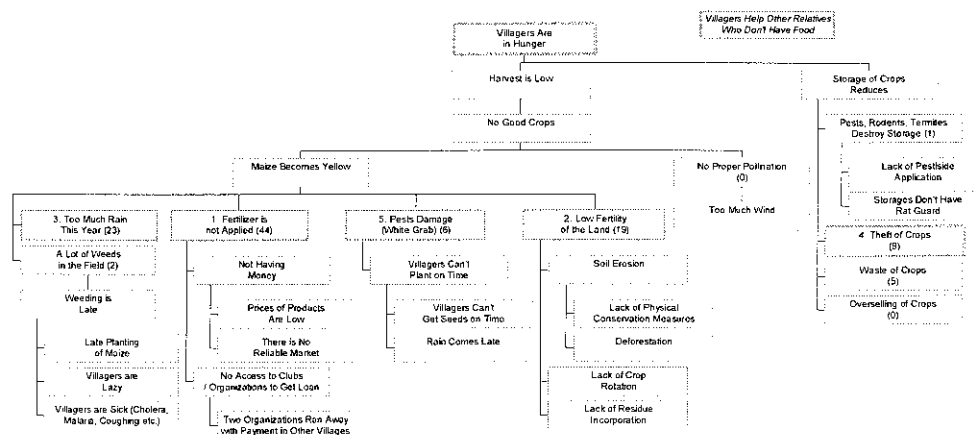 Villagers Help Other Relatives
Who Don't Have Food
Villagers Are
in Hunger
Harvest is Low
Storage of Crops
Reduces
No Good Crops
Pests, Rodents, Termites
Destroy Storage (1)
Maize Becomes Yellow
No Proper Pollination
(0)
Lack of Pestiside
Application
Too Much Wind
Storages Don't Have
Rat Guard
3. Too Much Rain
This Year (23)
1. Fertilizer is
not Applied (44)
5. Pests Damage
(White Grab) (6)
2. Low Fertility
of the Land (19)
4. Theft of Crops
(9)
A Lot of Weeds
in the Field (2)
Not Having
Money
Villagers Can't
Plant on Time
Soil Erosion
Waste of Crops
(5)
Weeding is
Late
Prices of Products
Are Low
Villagers Can't
Get Seeds on Time
Lack of Physical
Conservation Measures
Overselling of Crops
(0)
Late Planting
of Maize
There is No
Reliable Market
Rain Comes Late
Deforestation
Villagers are
Lazy
No Access to Clubs
/ Organizations to Get Loan
Lack of Crop
Rotation
Villagers are Sick (Cholera,
Malaria, Coughing etc.)
Two Organizations Ran Away
with Payment in Other Villages
Lack of Residue
Incorporation